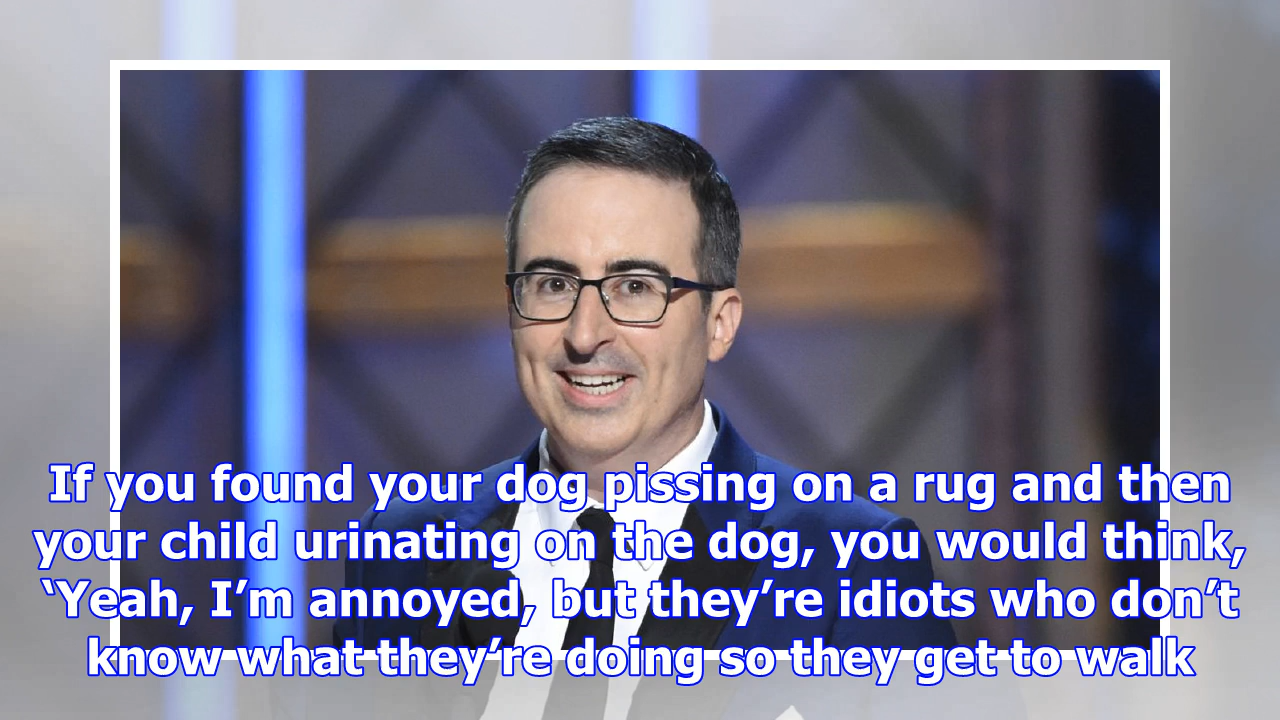 If you found your dog pissing on a rug and then
your child urinating on the dog, you would think,
‘Yeah, I’m annoyed, but they’re idiots who don’t
know what they’re doing so they get to walk